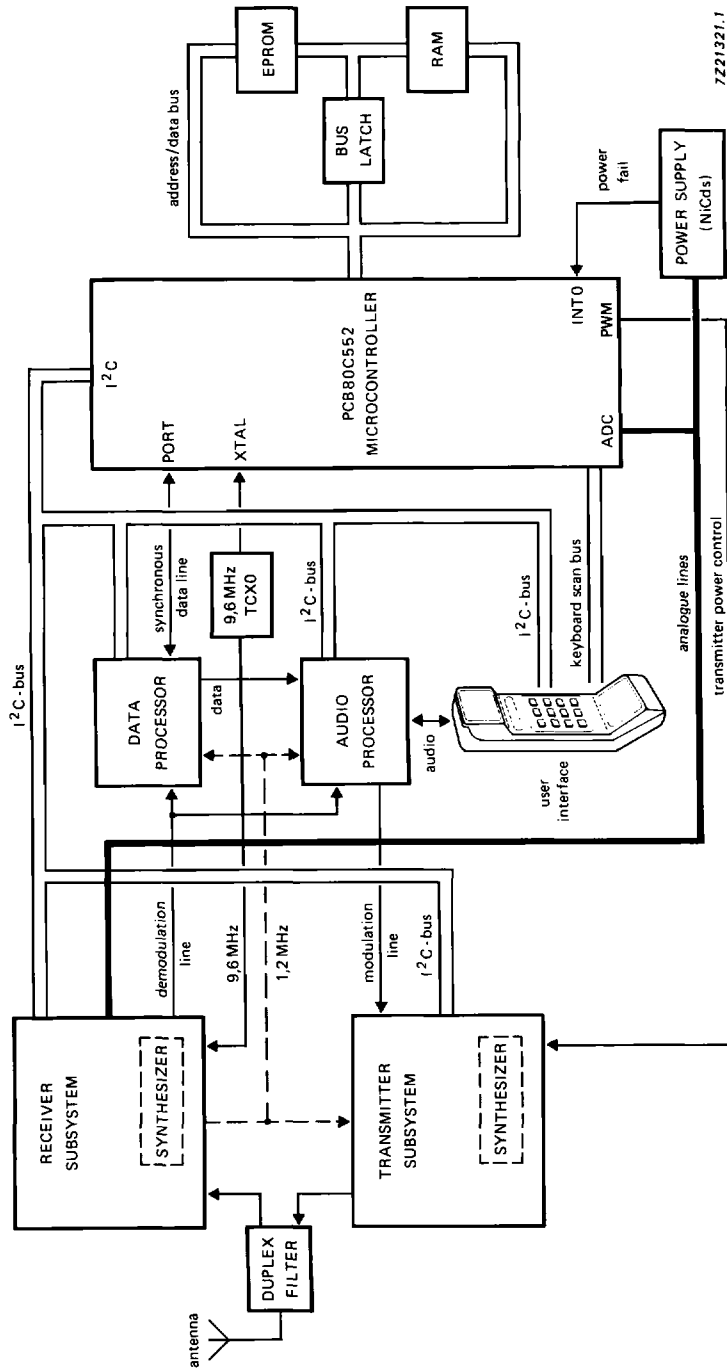 antenna
DUPLEX
FILTER
RECEIVER
SUBSYSTEM
SYNTHESIZER
TRANSMITTER
SUBSYSTEM
SYNTHESIZER
I²C-bus
demodulation
line
9,6 MHz
1,2 MHz
modulation
line
I²C-bus
DATA
PROCESSOR
synchronous
data line
data
9,6 MHz
TCXO
AUDIO
PROCESSOR
I²C-bus
audio
user
interface
I²C-bus
keyboard scan bus
analogue lines
transmitter power control
I²C
PORT
XTAL
PCB80C552
MICROCONTROLLER
ADC
INT0
PWM
address/data bus
EPROM
BUS
LATCH
RAM
power
fail
POWER SUPPLY
(NiCds)
7Z21321.1